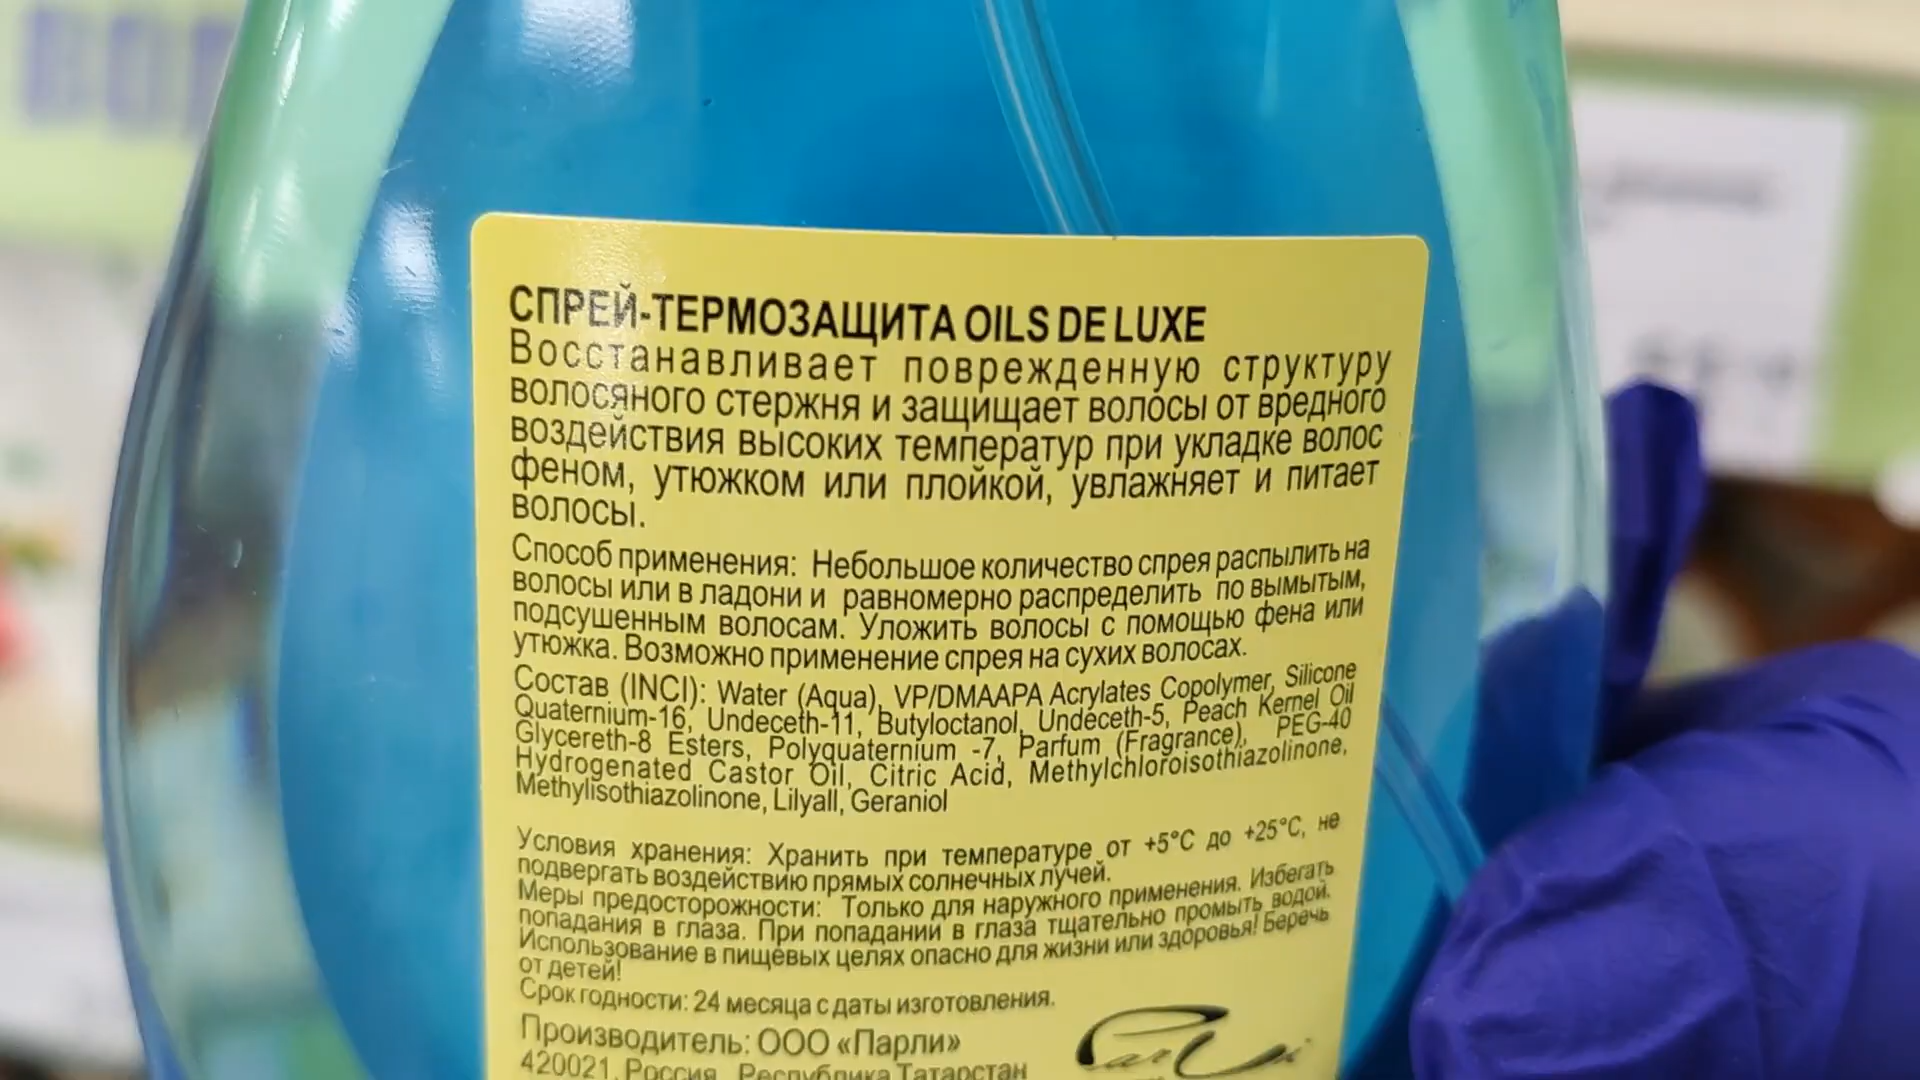 СПРЕЙ-ТЕРМОЗАЩИТА OILS DE LUXE
Восстанавливает поврежденную структуру
волосяного стержня и защищает волосы от вредного
воздействия высоких температур при укладке волос
феном, утюжком или плойкой, увлажняет и питает
волосы.
Способ применения: Небольшое количество спрея распылить на
волосы или в ладони и равномерно распределить по вымытым,
подсушенным волосам. Уложить волосы с помощью фена или
утюжка. Возможно применение спрея на сухих волосах.
Состав (INCI): Water (Aqua), VP/DMAAPA Acrylates Copolymer, Silicone
Quaternium-16, Undeceth-11, Butyloctanol, Undeceth-5, Peach Kernel Oil
Glycereth-8 Esters, Polyquaternium -7, Parfum (Fragrance), PEG-40
Hydrogenated Castor Oil, Citric Acid, Methylchloroisothiazolinone,
Methylisothiazolinone, Lilyall, Geraniol
Условия хранения: Хранить при температуре от +5°С до +25°С, не
подвергать воздействию прямых солнечных лучей.
Меры предосторожности: Только для наружного применения. Избегать
попадания в глаза. При попадании в глаза тщательно промыть водой.
Использование в пищевых целях опасно для жизни или здоровья! Беречь
от детей!
Срок годности: 24 месяца с даты изготовления.
Производитель: ООО «Парли»
420021, Россия, Республика Татарстан
Parli